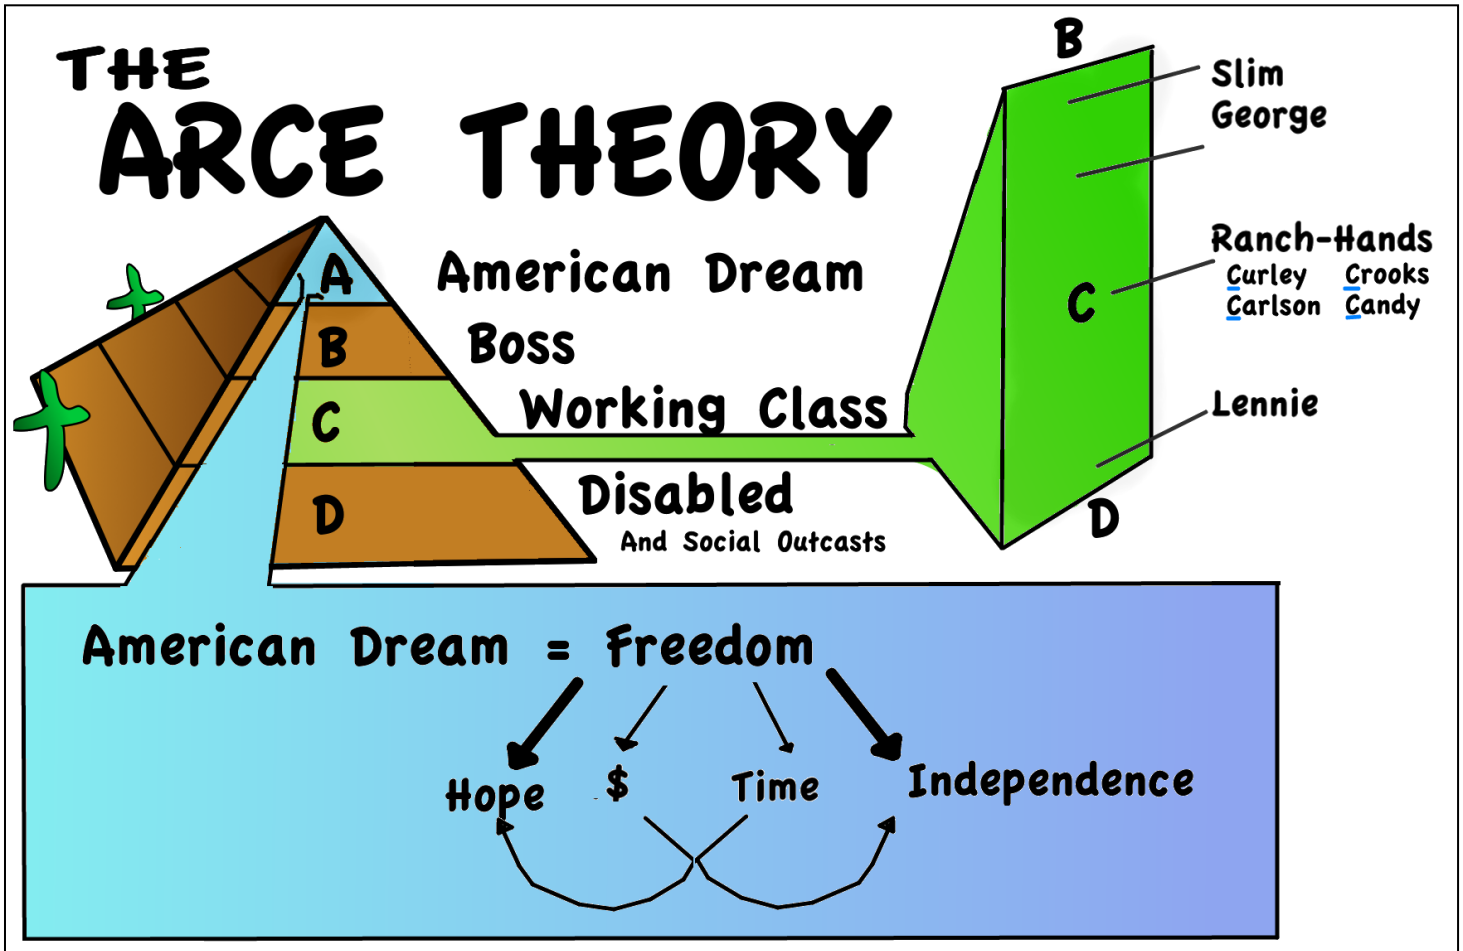 THE
ARCE THEORY
A
American Dream
B
Boss
C
Working Class
D
Disabled
And Social Outcasts
B
Slim
George
Ranch-Hands
Curley Crooks
Carlson Candy
C
Lennie
D
American Dream = Freedom
Hope $ Time Independence